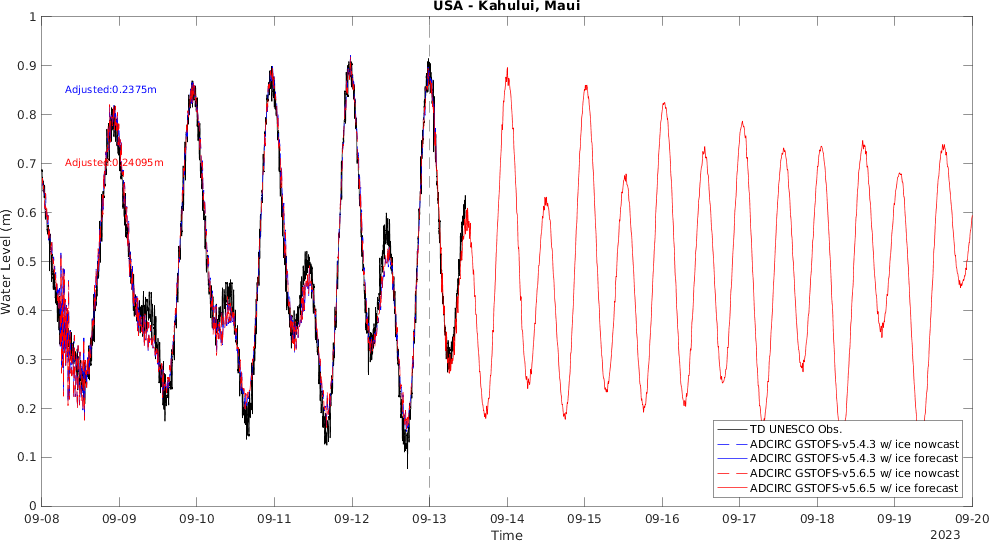 USA - Kahului, Maui
1
0.9
0.8
0.7
0.6
0.5
0.4
0.3
0.2
0.1
0
Water Level (m)
Adjusted:0.2375m
Adjusted:0.24095m
TD UNESCO Obs.
ADCIRC GSTOFS-v5.4.3 w/ ice nowcast
ADCIRC GSTOFS-v5.4.3 w/ ice forecast
ADCIRC GSTOFS-v5.6.5 w/ ice nowcast
ADCIRC GSTOFS-v5.6.5 w/ ice forecast
09-08 09-09 09-10 09-11 09-12 09-13 09-14 09-15 09-16 09-17 09-18 09-19 09-20
Time
2023